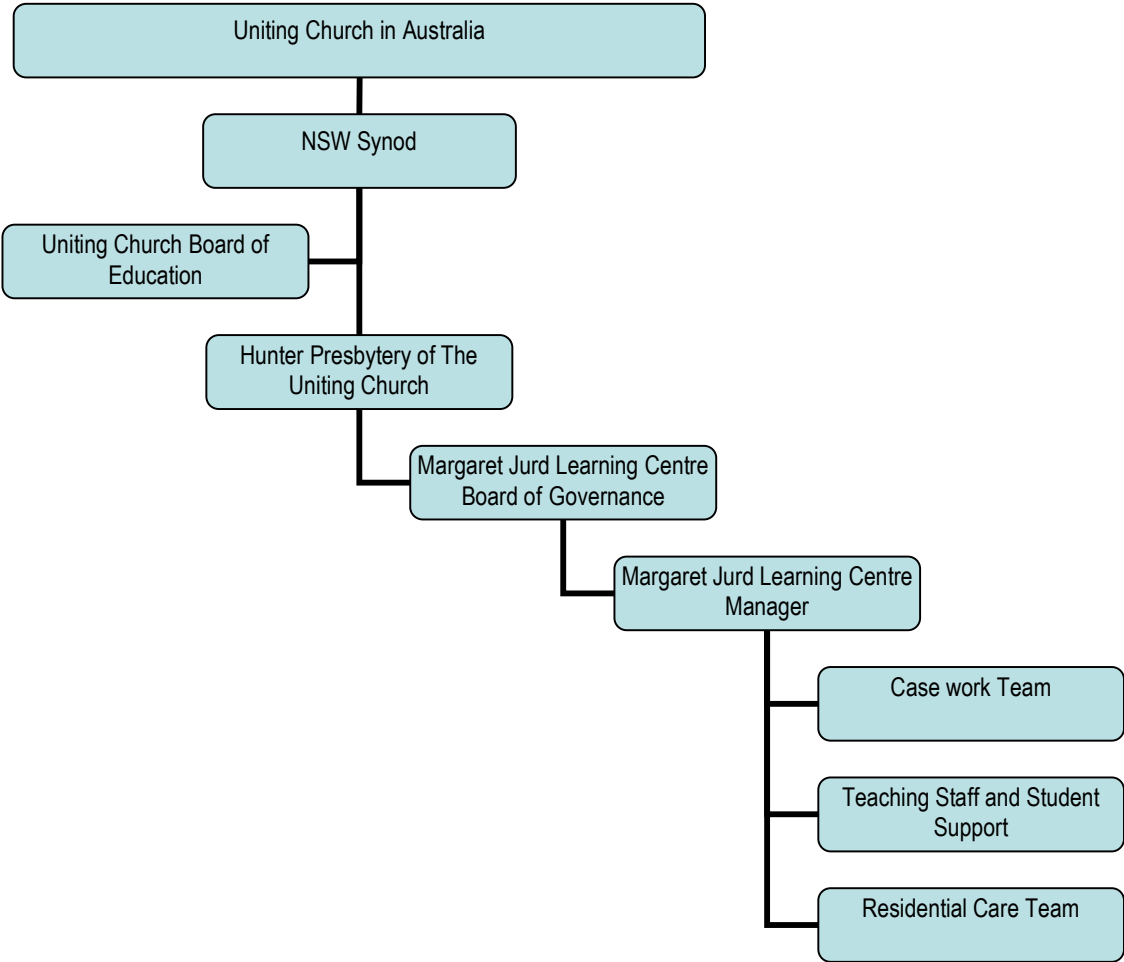 Uniting Church in Australia
NSW Synod
Uniting Church Board of
Education
Hunter Presbytery of The
Uniting Church
Margaret Jurd Learning Centre
Board of Governance
Margaret Jurd Learning Centre
Manager
Case work Team
Teaching Staff and Student
Support
Residential Care Team